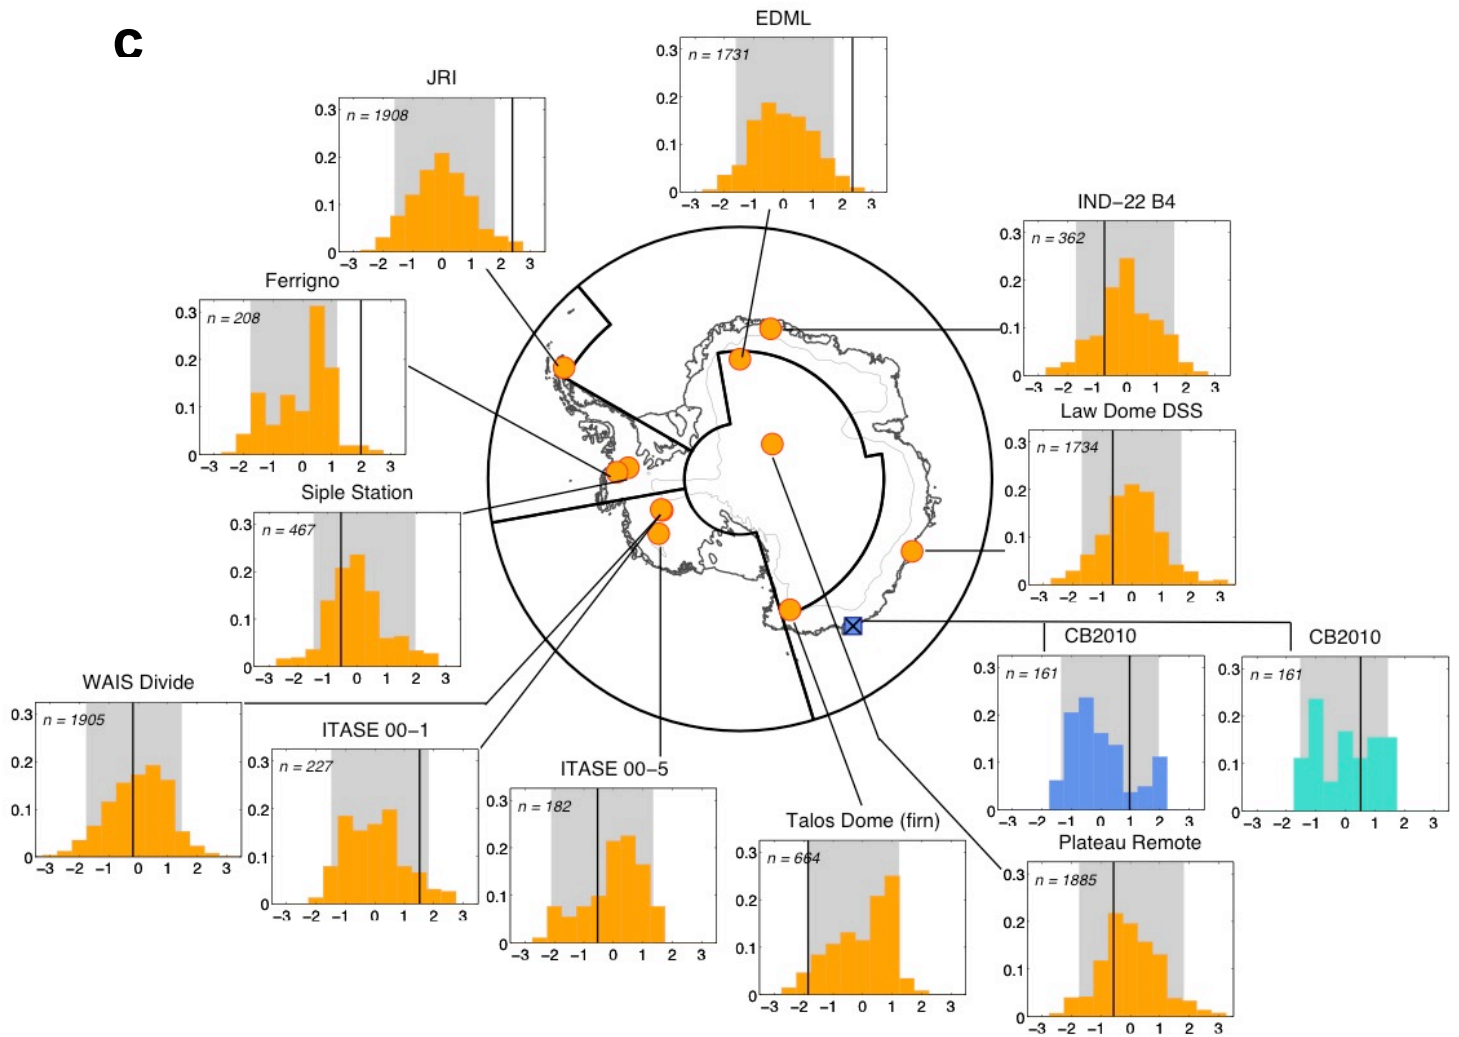 c
EDML
n = 1731
0.3
0.2
0.1
0
−3 −2 −1 0 1 2 3
JRI
n = 1908
0.3
0.2
0.1
0
−3 −2 −1 0 1 2 3
IND−22 B4
n = 362
0.3
0.2
0.1
0
−3 −2 −1 0 1 2 3
Ferrigno
n = 208
0.3
0.2
0.1
0
−3 −2 −1 0 1 2 3
Law Dome DSS
n = 1734
0.3
0.2
0.1
0
−3 −2 −1 0 1 2 3
Siple Station
n = 467
0.3
0.2
0.1
0
−3 −2 −1 0 1 2 3
CB2010
n = 161
0.3
0.2
0.1
0
−3 −2 −1 0 1 2 3
CB2010
n = 161
0.3
0.2
0.1
0
−3 −2 −1 0 1 2 3
WAIS Divide
n = 1905
0.3
0.2
0.1
0
−3 −2 −1 0 1 2 3
ITASE 00−1
n = 227
0.3
0.2
0.1
0
−3 −2 −1 0 1 2 3
ITASE 00−5
n = 182
0.3
0.2
0.1
0
−3 −2 −1 0 1 2 3
Talos Dome (firn)
n = 664
0.3
0.2
0.1
0
−3 −2 −1 0 1 2 3
Plateau Remote
n = 1885
0.3
0.2
0.1
0
−3 −2 −1 0 1 2 3